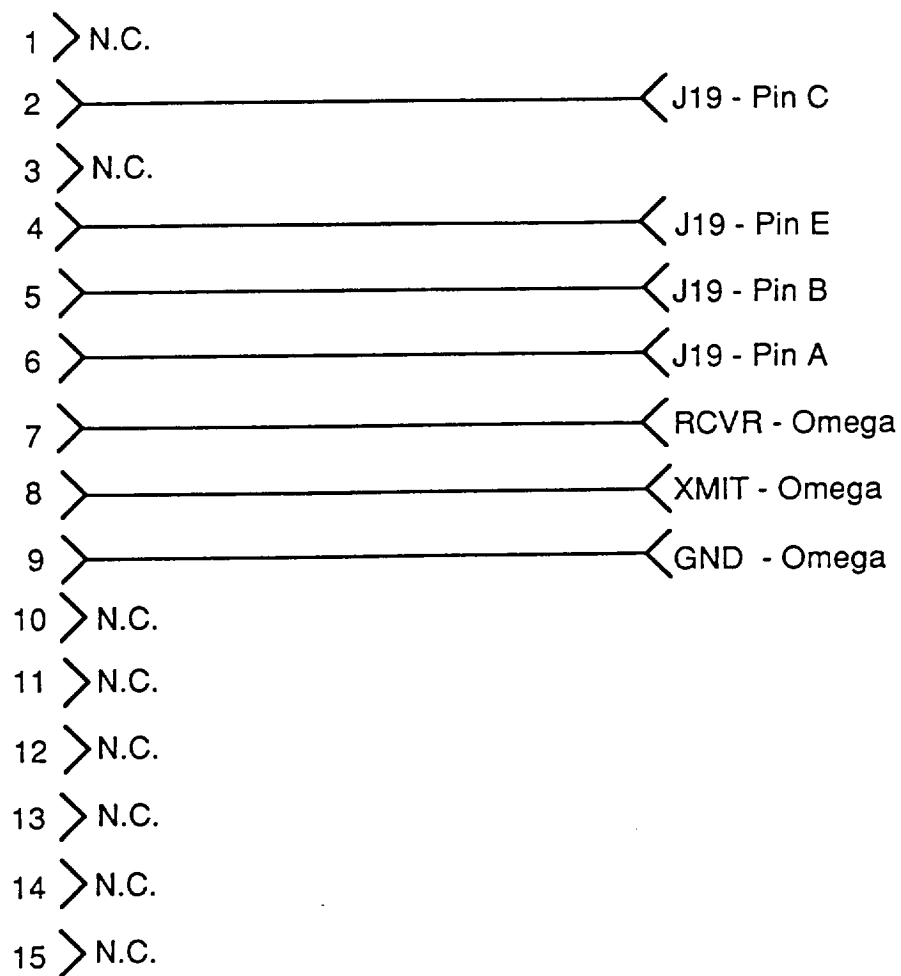 1 N.C.
2 J19 - Pin C
3 N.C.
4 J19 - Pin E
5 J19 - Pin B
6 J19 - Pin A
7 RCVR - Omega
8 XMIT - Omega
9 GND - Omega
10 N.C.
11 N.C.
12 N.C.
13 N.C.
14 N.C.
15 N.C.